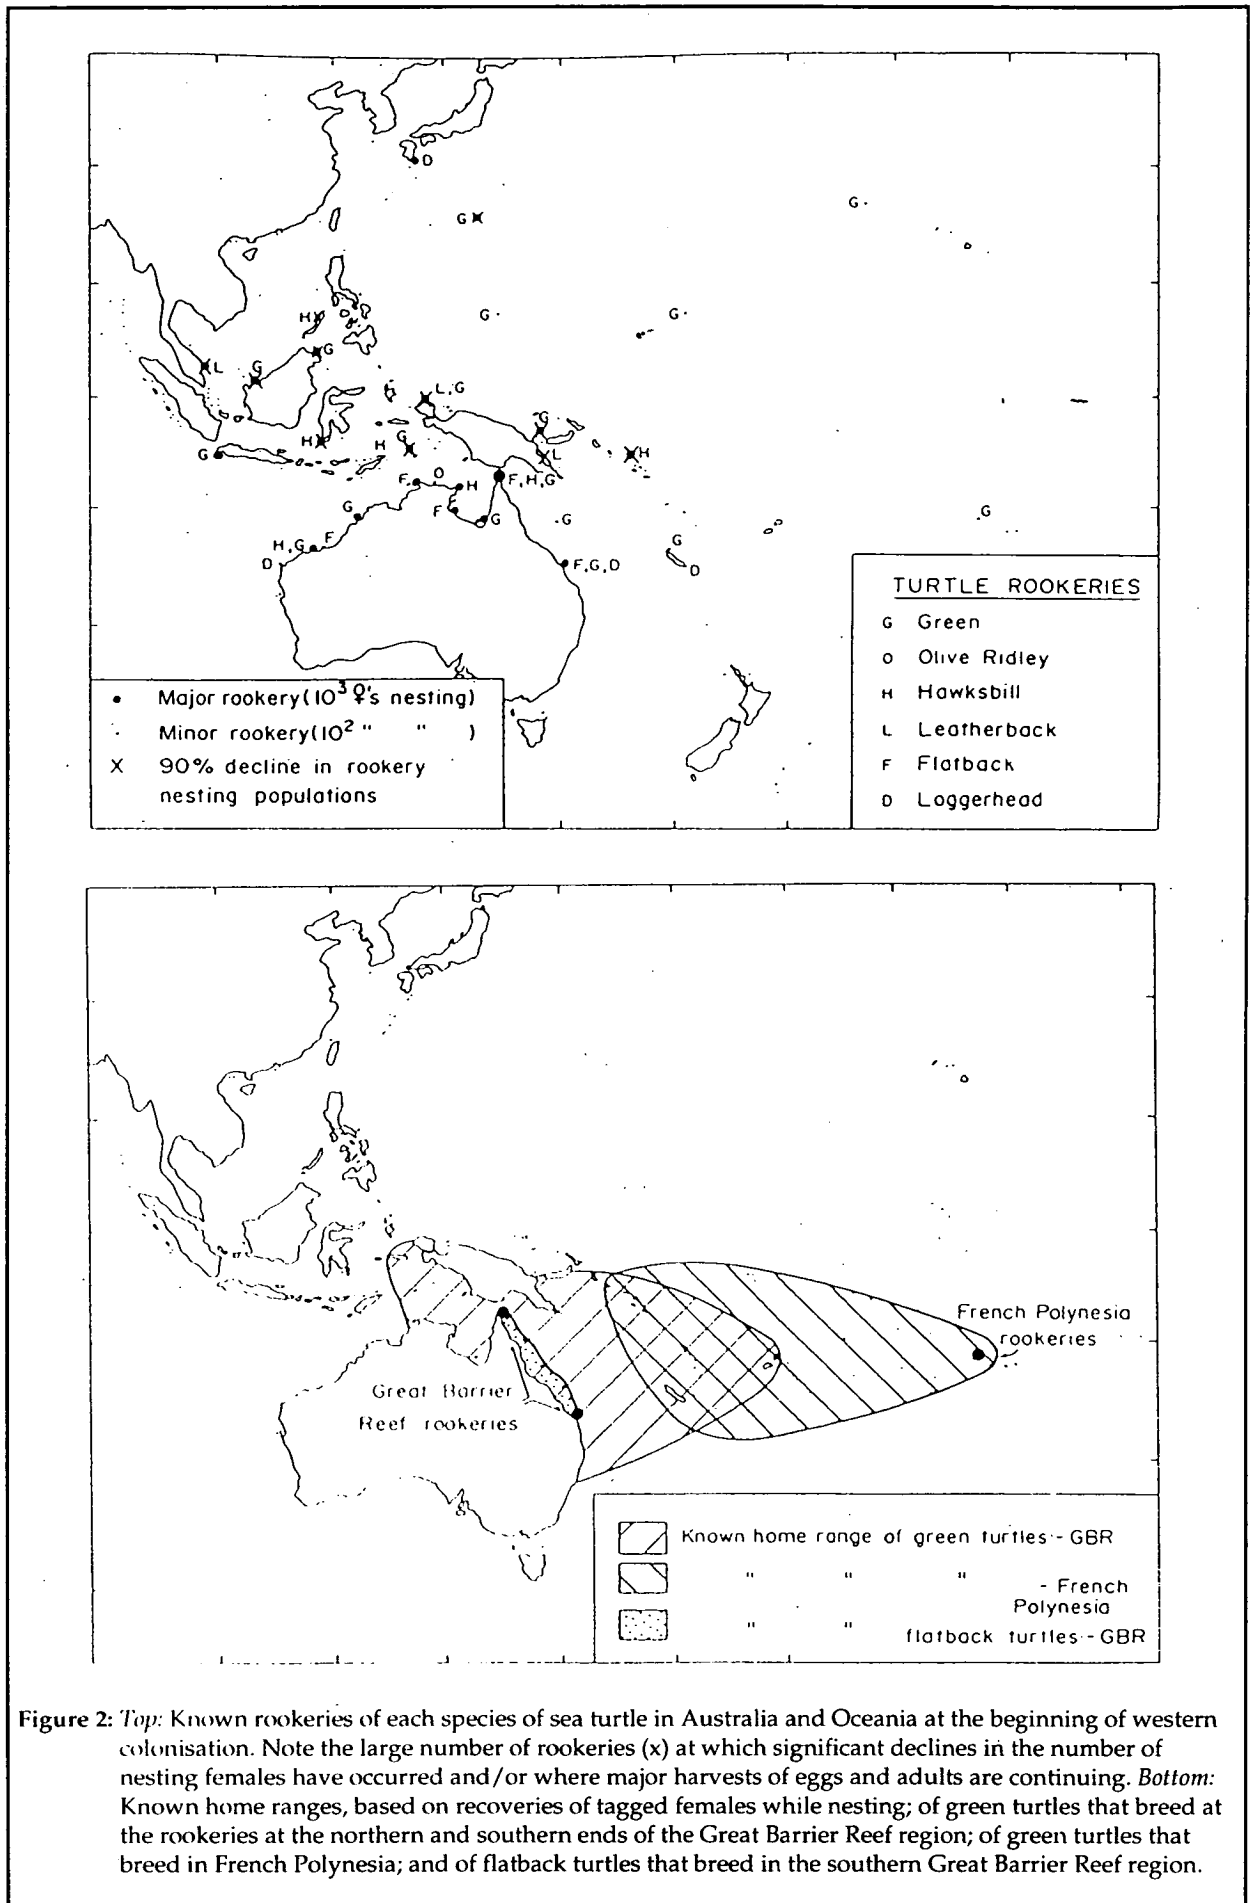 D
G x
G
G
G
H x
x G
x L
G
x
x L, G
H x
H
G
x
G
x
x L
x H
G
F
O
H
F, H, G
G
F
F
G
G
G
G
D
H, G
F
D
F, G, D
TURTLE ROOKERIES
G Green
O Olive Ridley
H Hawksbill
L Leatherback
F Flatback
D Loggerhead
• Major rookery (10³ ♀'s nesting)
· Minor rookery (10² " " )
X 90% decline in rookery
nesting populations
French Polynesia
rookeries
Great Barrier
Reef rookeries
Known home range of green turtles - GBR
" " " - French
Polynesia
" " flatback turtles - GBR
Figure 2: Top: Known rookeries of each species of sea turtle in Australia and Oceania at the beginning of western
colonisation. Note the large number of rookeries (x) at which significant declines in the number of
nesting females have occurred and/or where major harvests of eggs and adults are continuing. Bottom:
Known home ranges, based on recoveries of tagged females while nesting; of green turtles that breed at
the rookeries at the northern and southern ends of the Great Barrier Reef region; of green turtles that
breed in French Polynesia; and of flatback turtles that breed in the southern Great Barrier Reef region.